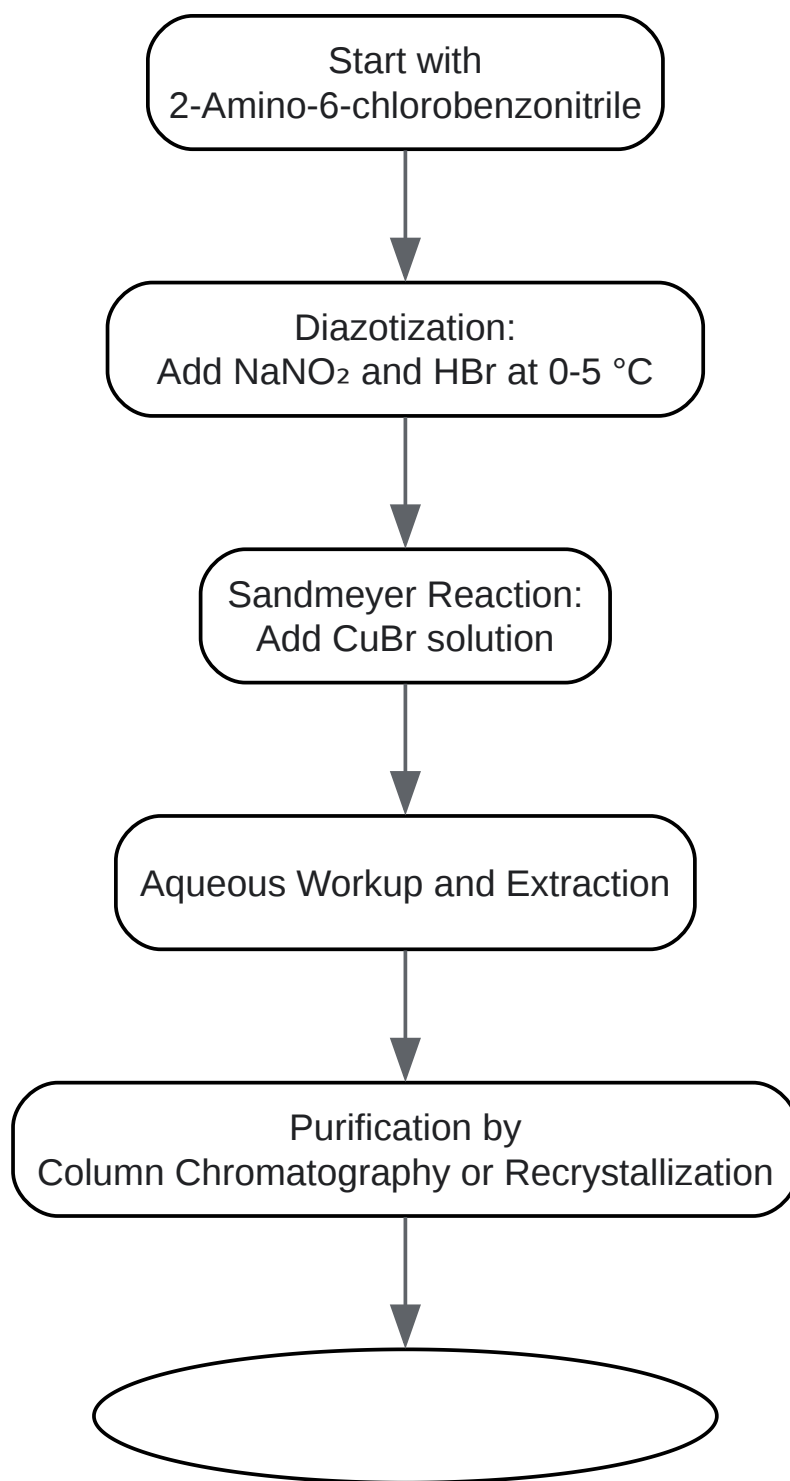 Start with
2-Amino-6-chlorobenzonitrile
Diazotization:
Add NaNO₂ and HBr at 0-5 °C
Sandmeyer Reaction:
Add CuBr solution
Aqueous Workup and Extraction
Purification by
Column Chromatography or Recrystallization